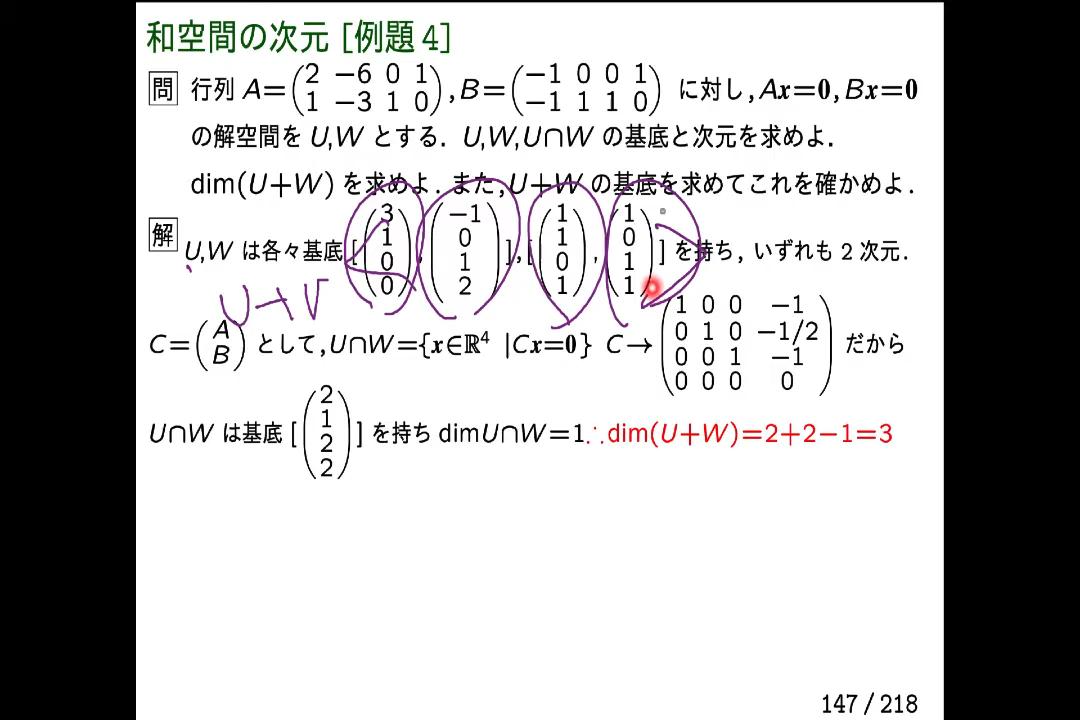 和空間の次元 [例題 4]
問 行列 A=(2 −6 0 1 / 1 −3 1 0), B=(−1 0 0 1 / −1 1 1 0) に対し, Ax=0, Bx=0
の解空間を U,W とする. U,W,U∩W の基底と次元を求めよ.
dim(U+W) を求めよ. また, U+W の基底を求めてこれを確かめよ.
解 U,W は各々基底 [(3 1 0 0), (−1 0 1 2)], [(1 1 0 1), (1 0 1 1)] を持ち, いずれも 2 次元.
U+V
C=(A / B) として, U∩W={x∈ℝ⁴ |Cx=0} C→(1 0 0 −1 / 0 1 0 −1/2 / 0 0 1 −1 / 0 0 0 0) だから
U∩W は基底 [(2 1 2 2)] を持ち dimU∩W=1∴dim(U+W)=2+2−1=3
147 / 218